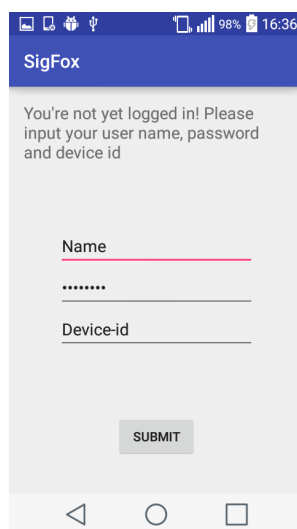 98% 16:36
SigFox
You're not yet logged in! Please
input your user name, password
and device id
Name
••••••••
Device-id
SUBMIT